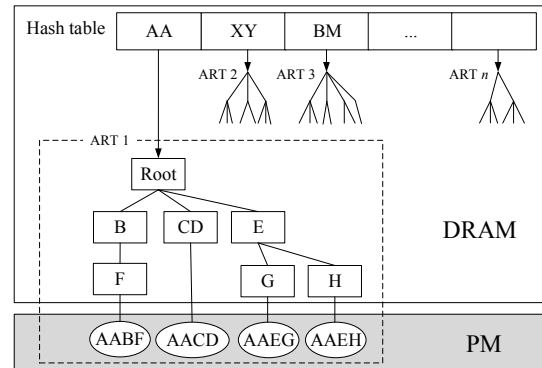 Hash table AA XY BM ...
ART 2 ART 3 ART n
ART 1
Root
B CD E
DRAM
F G H
AABF AACD AAEG AAEH PM